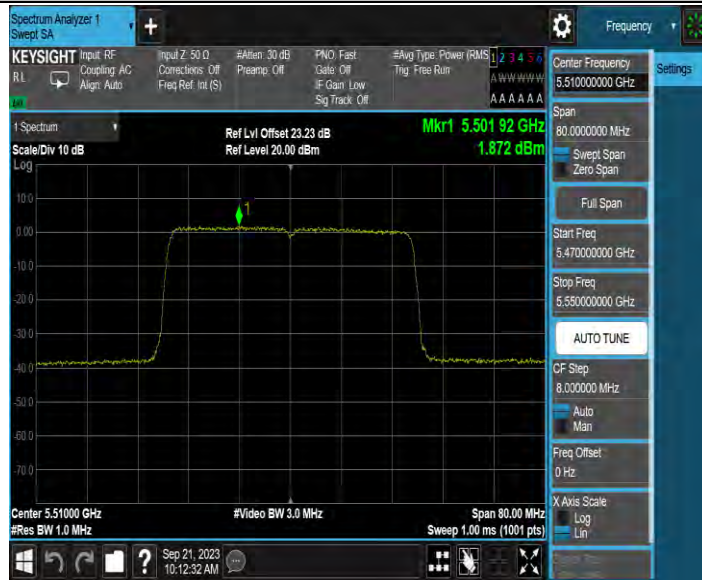 Spectrum Analyzer 1
Swept SA
Frequency
KEYSIGHT
RL
Input: RF
Coupling: AC
Align: Auto
Input Z: 50 Ω
Corrections: Off
Freq Ref: Int (S)
#Atten: 30 dB
Preamp: Off
PNO: Fast
Gate: Off
IF Gain: Low
Sig Track: Off
#Avg Type: Power (RMS
Trig: Free Run
1 2 3 4 5 6
A W W W W W
A A A A A A
1 Spectrum
Scale/Div 10 dB
Ref Lvl Offset 23.23 dB
Ref Level 20.00 dBm
Mkr1 5.501 92 GHz
1.872 dBm
Log
10.0
0.00
-10.0
-20.0
-30.0
-40.0
-50.0
-60.0
-70.0
1
Center 5.51000 GHz
#Res BW 1.0 MHz
#Video BW 3.0 MHz
Span 80.00 MHz
Sweep 1.00 ms (1001 pts)
Center Frequency
5.510000000 GHz
Settings
Span
80.0000000 MHz
Swept Span
Zero Span
Full Span
Start Freq
5.470000000 GHz
Stop Freq
5.550000000 GHz
AUTO TUNE
CF Step
8.000000 MHz
Auto
Man
Freq Offset
0 Hz
X Axis Scale
Log
Lin
Sep 21, 2023
10:12:32 AM